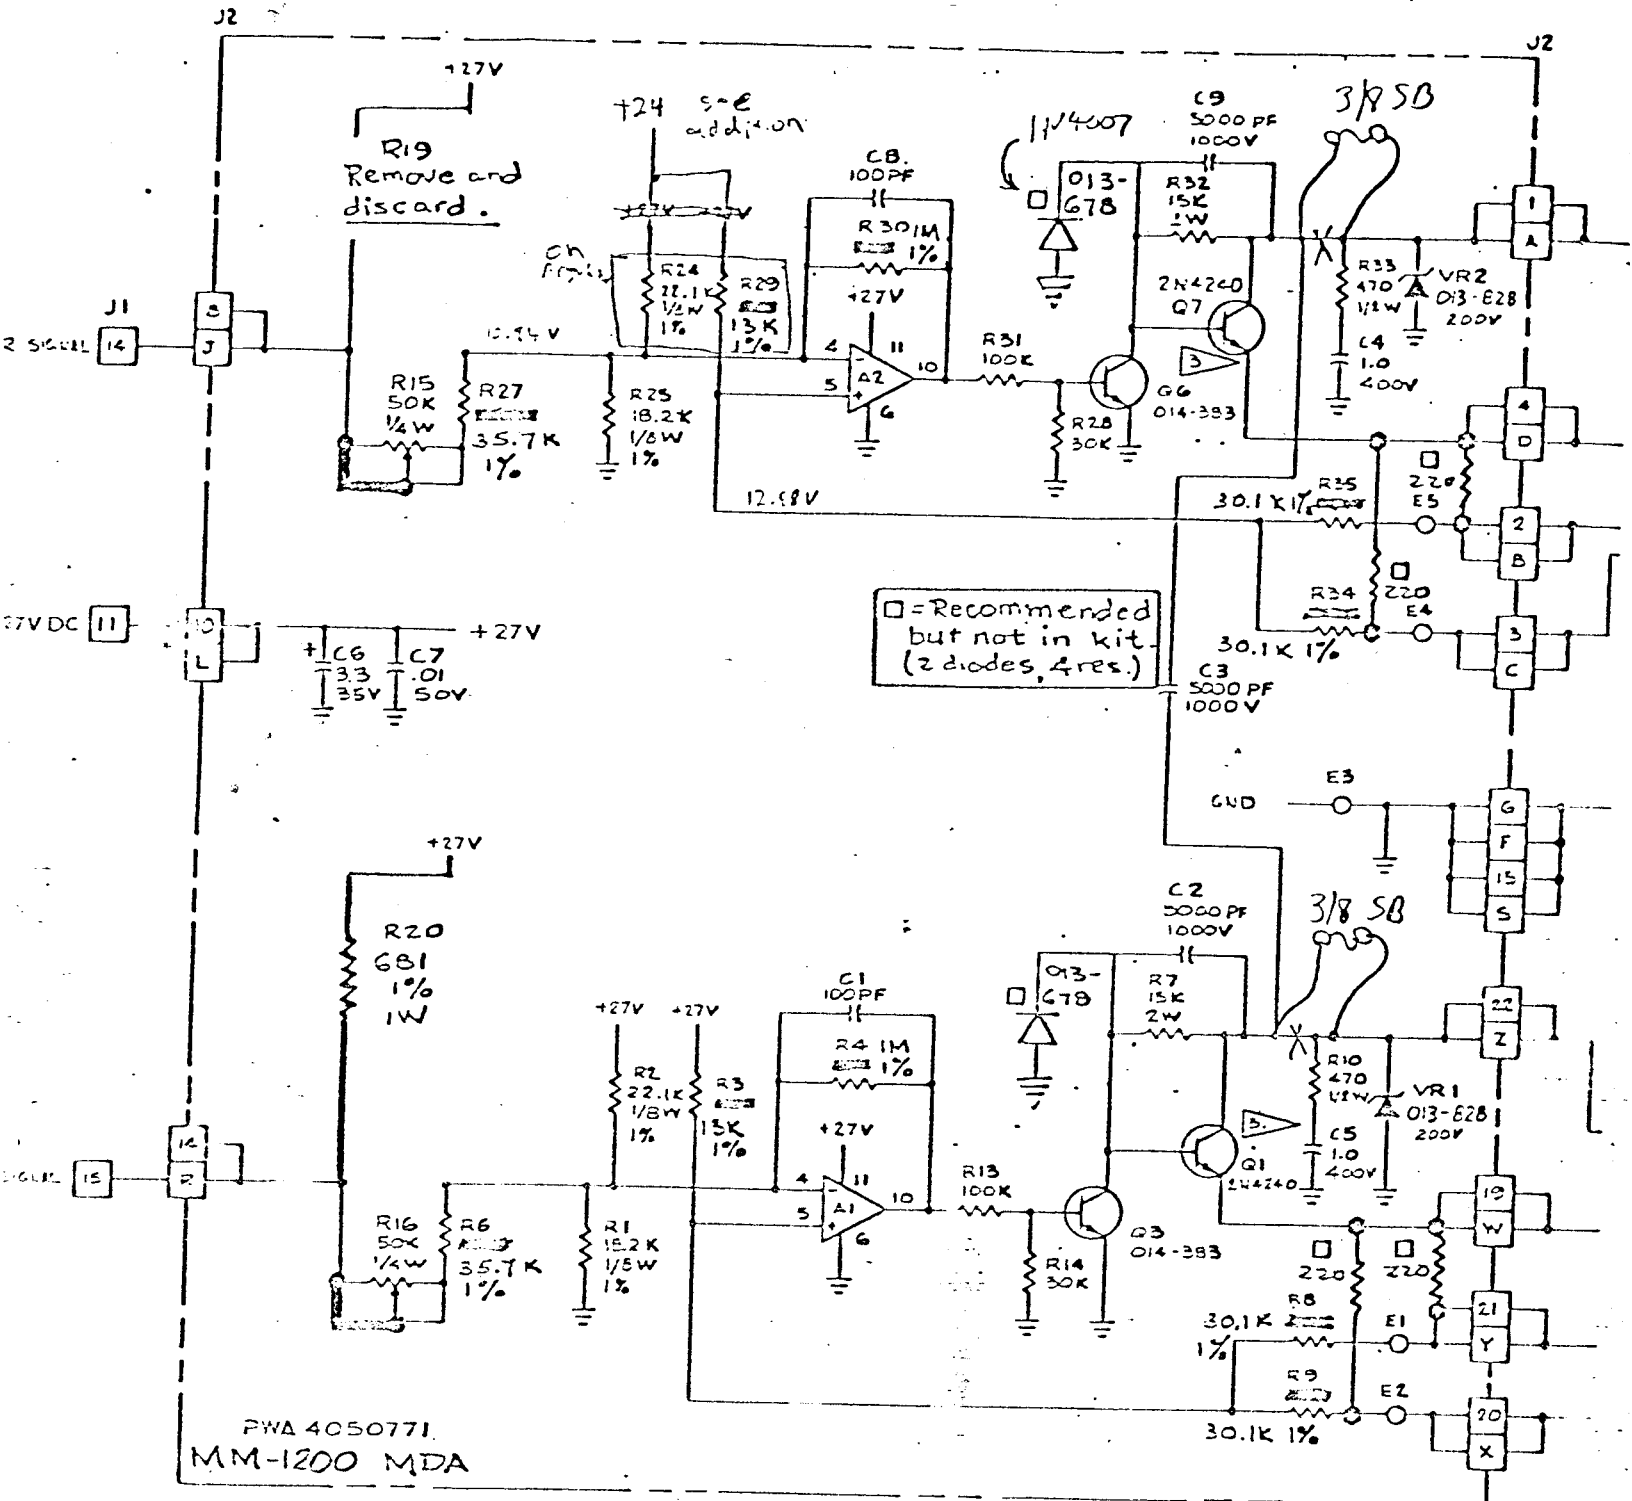 J2
J2
+27V
R19
Remove and
discard.
+24
addition
C8
100PF
R30 1M
1%
+27V
1N4007
013-
678
C9
5000 PF
1000V
R32
15K
3/8 SB
1
A
R33
470
1/2W
VR2
013-828
200V
C4
1.0
400V
2N4240
Q7
3
on
R24
22.1K
1%
R29
13K
1%
J1
2 SIGNAL
14
J
4
5
A2
11
10
6
R31
100K
Q6
014-383
R28
30K
R15
50K
1/4W
R27
35.7K
1%
R25
18.2K
1/8W
1%
12.98V
30.1K 1%
R35
220
E5
4
D
2
B
R34
30.1K 1%
220
E4
3
C
27V DC
11
10
L
+27V
+
C6
3.3
35V
C7
.01
50V
□ = Recommended
but not in kit.
(2 diodes, 4 res.)
C3
5000 PF
1000V
GND
E3
6
F
15
S
+27V
R20
681
1%
1W
+27V
+27V
R2
22.1K
1/8W
1%
R3
13K
1%
C1
100PF
R4 1M
1%
+27V
013-
678
C2
5000 PF
1000V
R7
15K
2W
3/8 SB
22
Z
R10
470
1/2W
VR1
013-828
200V
C5
1.0
400V
3.
Q1
2N4240
15
R
4
5
A1
11
10
6
R13
100K
Q3
014-383
R14
30K
R16
50K
1/4W
R6
35.7K
1%
R1
18.2K
1%
19
W
220
220
R8
30.1K
1%
E1
21
Y
R9
30.1K 1%
E2
20
X
PWA 4050771
MM-1200 MDA